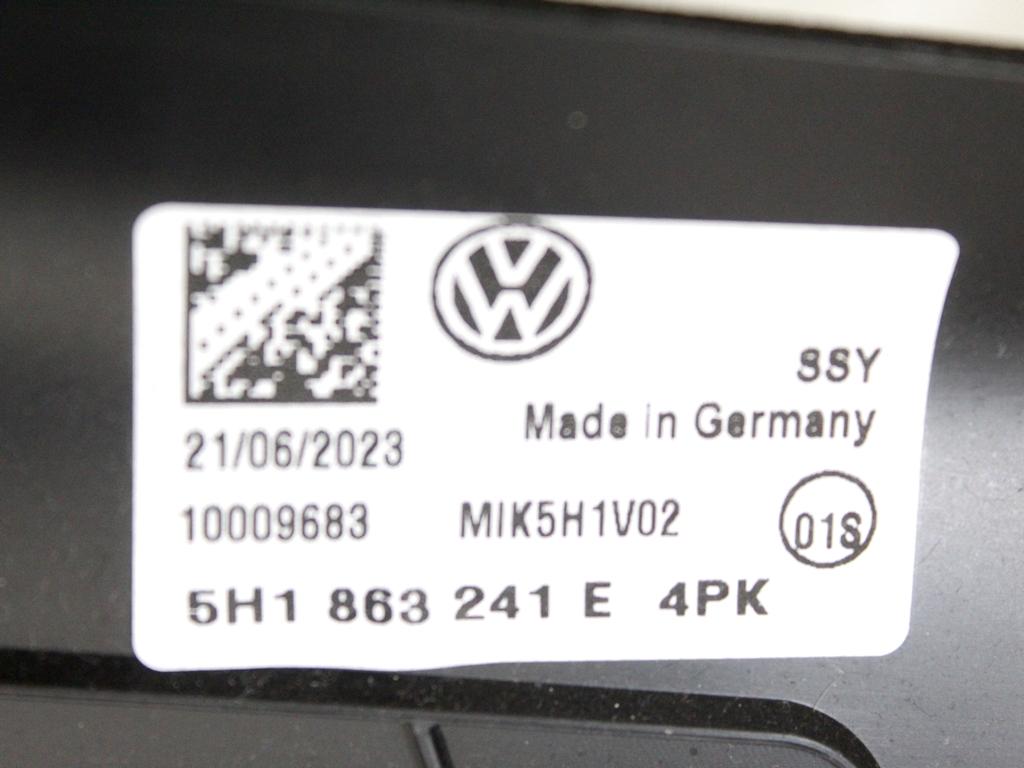 SSY
Made in Germany
21/06/2023
10009683 MIK5H1V02 01S
5H1 863 241 E 4PK